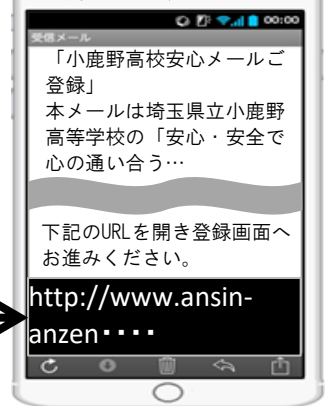 00:00
受信メール
「小鹿野高校安心メールご
登録」
本メールは埼玉県立小鹿野
高等学校の「安心・安全で
心の通い合う…
下記のURLを開き登録画面へ
お進みください。
http://www.ansin-
anzen････